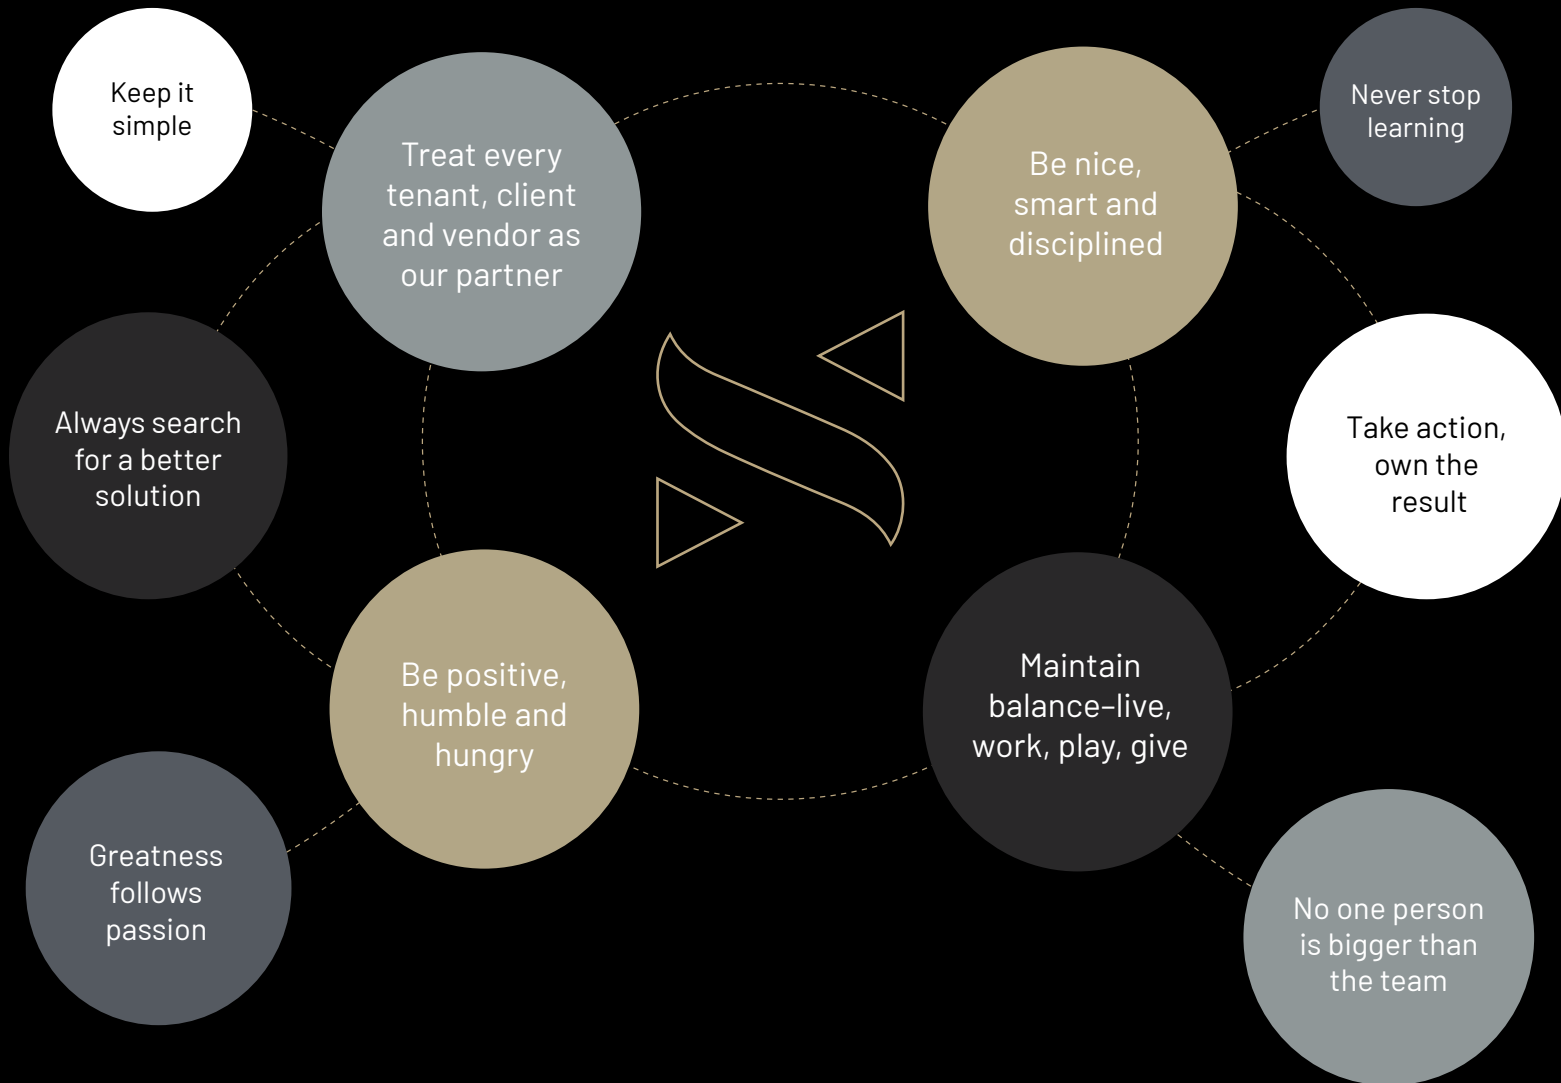 Keep it
simple
Treat every
tenant, client
and vendor as
our partner
Be nice,
smart and
disciplined
Never stop
learning
Always search
for a better
solution
Take action,
own the
result
Be positive,
humble and
hungry
Maintain
balance–live,
work, play, give
Greatness
follows
passion
No one person
is bigger than
the team